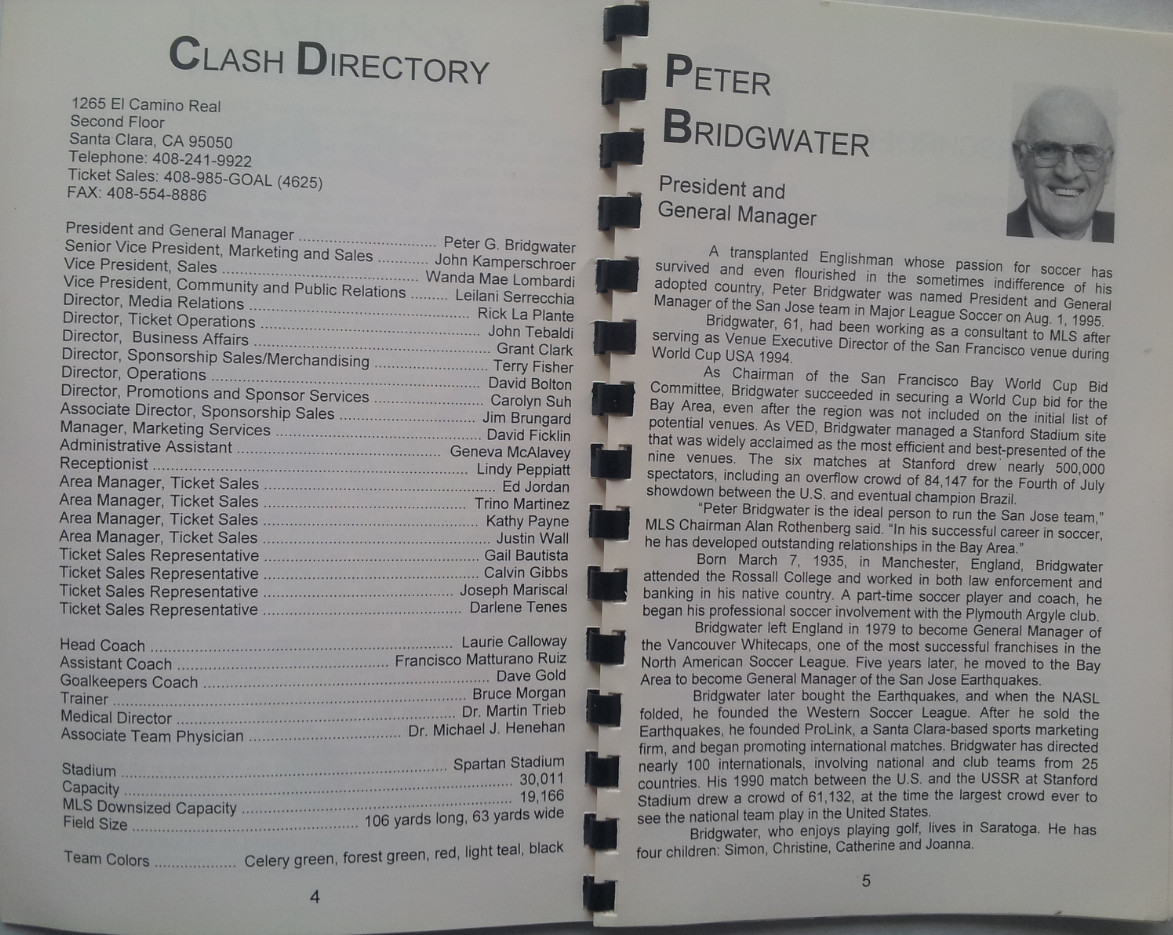 CLASH DIRECTORY
1265 El Camino Real
Second Floor
Santa Clara, CA 95050
Telephone: 408-241-9922
Ticket Sales: 408-985-GOAL (4625)
FAX: 408-554-8886
President and General Manager ........ Peter G. Bridgwater
Senior Vice President, Marketing and Sales ........ John Kamperschroer
Vice President, Sales ........ Wanda Mae Lombardi
Vice President, Community and Public Relations ........ Leilani Serrecchia
Director, Media Relations ........ Rick La Plante
Director, Ticket Operations ........ John Tebaldi
Director, Business Affairs ........ Grant Clark
Director, Sponsorship Sales/Merchandising ........ Terry Fisher
Director, Operations ........ David Bolton
Director, Promotions and Sponsor Services ........ Carolyn Suh
Associate Director, Sponsorship Sales ........ Jim Brungard
Manager, Marketing Services ........ David Ficklin
Administrative Assistant ........ Geneva McAlavey
Receptionist ........ Lindy Peppiatt
Area Manager, Ticket Sales ........ Ed Jordan
Area Manager, Ticket Sales ........ Trino Martinez
Area Manager, Ticket Sales ........ Kathy Payne
Area Manager, Ticket Sales ........ Justin Wall
Ticket Sales Representative ........ Gail Bautista
Ticket Sales Representative ........ Calvin Gibbs
Ticket Sales Representative ........ Joseph Mariscal
Ticket Sales Representative ........ Darlene Tenes
Head Coach ........ Laurie Calloway
Assistant Coach ........ Francisco Matturano Ruiz
Goalkeepers Coach ........ Dave Gold
Trainer ........ Bruce Morgan
Medical Director ........ Dr. Martin Trieb
Associate Team Physician ........ Dr. Michael J. Henehan
Stadium ........ Spartan Stadium
Capacity ........ 30,011
MLS Downsized Capacity ........ 19,166
Field Size ........ 106 yards long, 63 yards wide
Team Colors ........ Celery green, forest green, red, light teal, black
4
PETER
BRIDGWATER
President and
General Manager
A transplanted Englishman whose passion for soccer has
survived and even flourished in the sometimes indifference of his
adopted country, Peter Bridgwater was named President and General
Manager of the San Jose team in Major League Soccer on Aug. 1, 1995.
Bridgwater, 61, had been working as a consultant to MLS after
serving as Venue Executive Director of the San Francisco venue during
World Cup USA 1994.
As Chairman of the San Francisco Bay World Cup Bid
Committee, Bridgwater succeeded in securing a World Cup bid for the
Bay Area, even after the region was not included on the initial list of
potential venues. As VED, Bridgwater managed a Stanford Stadium site
that was widely acclaimed as the most efficient and best-presented of the
nine venues. The six matches at Stanford drew nearly 500,000
spectators, including an overflow crowd of 84,147 for the Fourth of July
showdown between the U.S. and eventual champion Brazil.
"Peter Bridgwater is the ideal person to run the San Jose team,"
MLS Chairman Alan Rothenberg said. "In his successful career in soccer,
he has developed outstanding relationships in the Bay Area."
Born March 7, 1935, in Manchester, England, Bridgwater
attended the Rossall College and worked in both law enforcement and
banking in his native country. A part-time soccer player and coach, he
began his professional soccer involvement with the Plymouth Argyle club.
Bridgwater left England in 1979 to become General Manager of
the Vancouver Whitecaps, one of the most successful franchises in the
North American Soccer League. Five years later, he moved to the Bay
Area to become General Manager of the San Jose Earthquakes.
Bridgwater later bought the Earthquakes, and when the NASL
folded, he founded the Western Soccer League. After he sold the
Earthquakes, he founded ProLink, a Santa Clara-based sports marketing
firm, and began promoting international matches. Bridgwater has directed
nearly 100 internationals, involving national and club teams from 25
countries. His 1990 match between the U.S. and the USSR at Stanford
Stadium drew a crowd of 61,132, at the time the largest crowd ever to
see the national team play in the United States.
Bridgwater, who enjoys playing golf, lives in Saratoga. He has
four children: Simon, Christine, Catherine and Joanna.
5